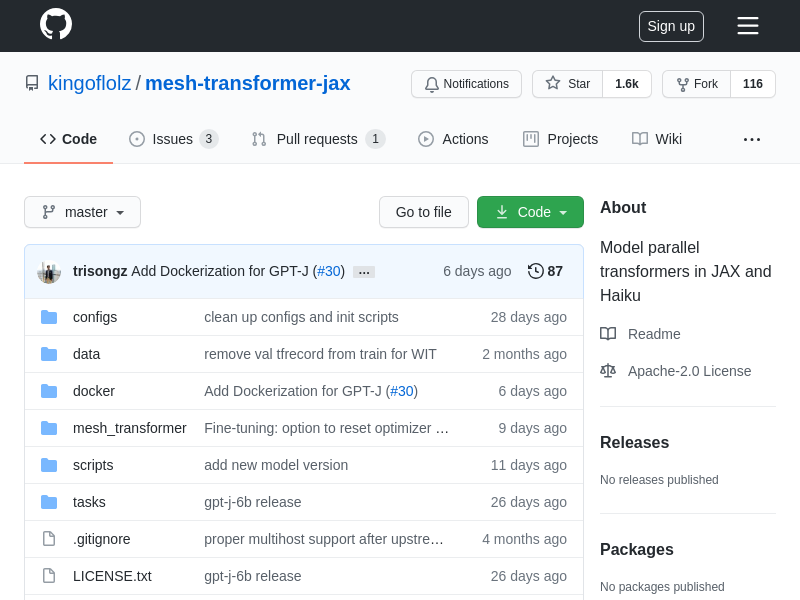 Sign up
kingoflolz / mesh-transformer-jax
Notifications
Star 1.6k
Fork 116
Code
Issues 3
Pull requests 1
Actions
Projects
Wiki
master
Go to file
Code
About
Model parallel
transformers in JAX and
Haiku
Readme
Apache-2.0 License
Releases
No releases published
Packages
No packages published
trisongz Add Dockerization for GPT-J (#30) ... 6 days ago 87
configs clean up configs and init scripts 28 days ago
data remove val tfrecord from train for WIT 2 months ago
docker Add Dockerization for GPT-J (#30) 6 days ago
mesh_transformer Fine-tuning: option to reset optimizer … 9 days ago
scripts add new model version 11 days ago
tasks gpt-j-6b release 26 days ago
.gitignore proper multihost support after upstre… 4 months ago
LICENSE.txt gpt-j-6b release 26 days ago